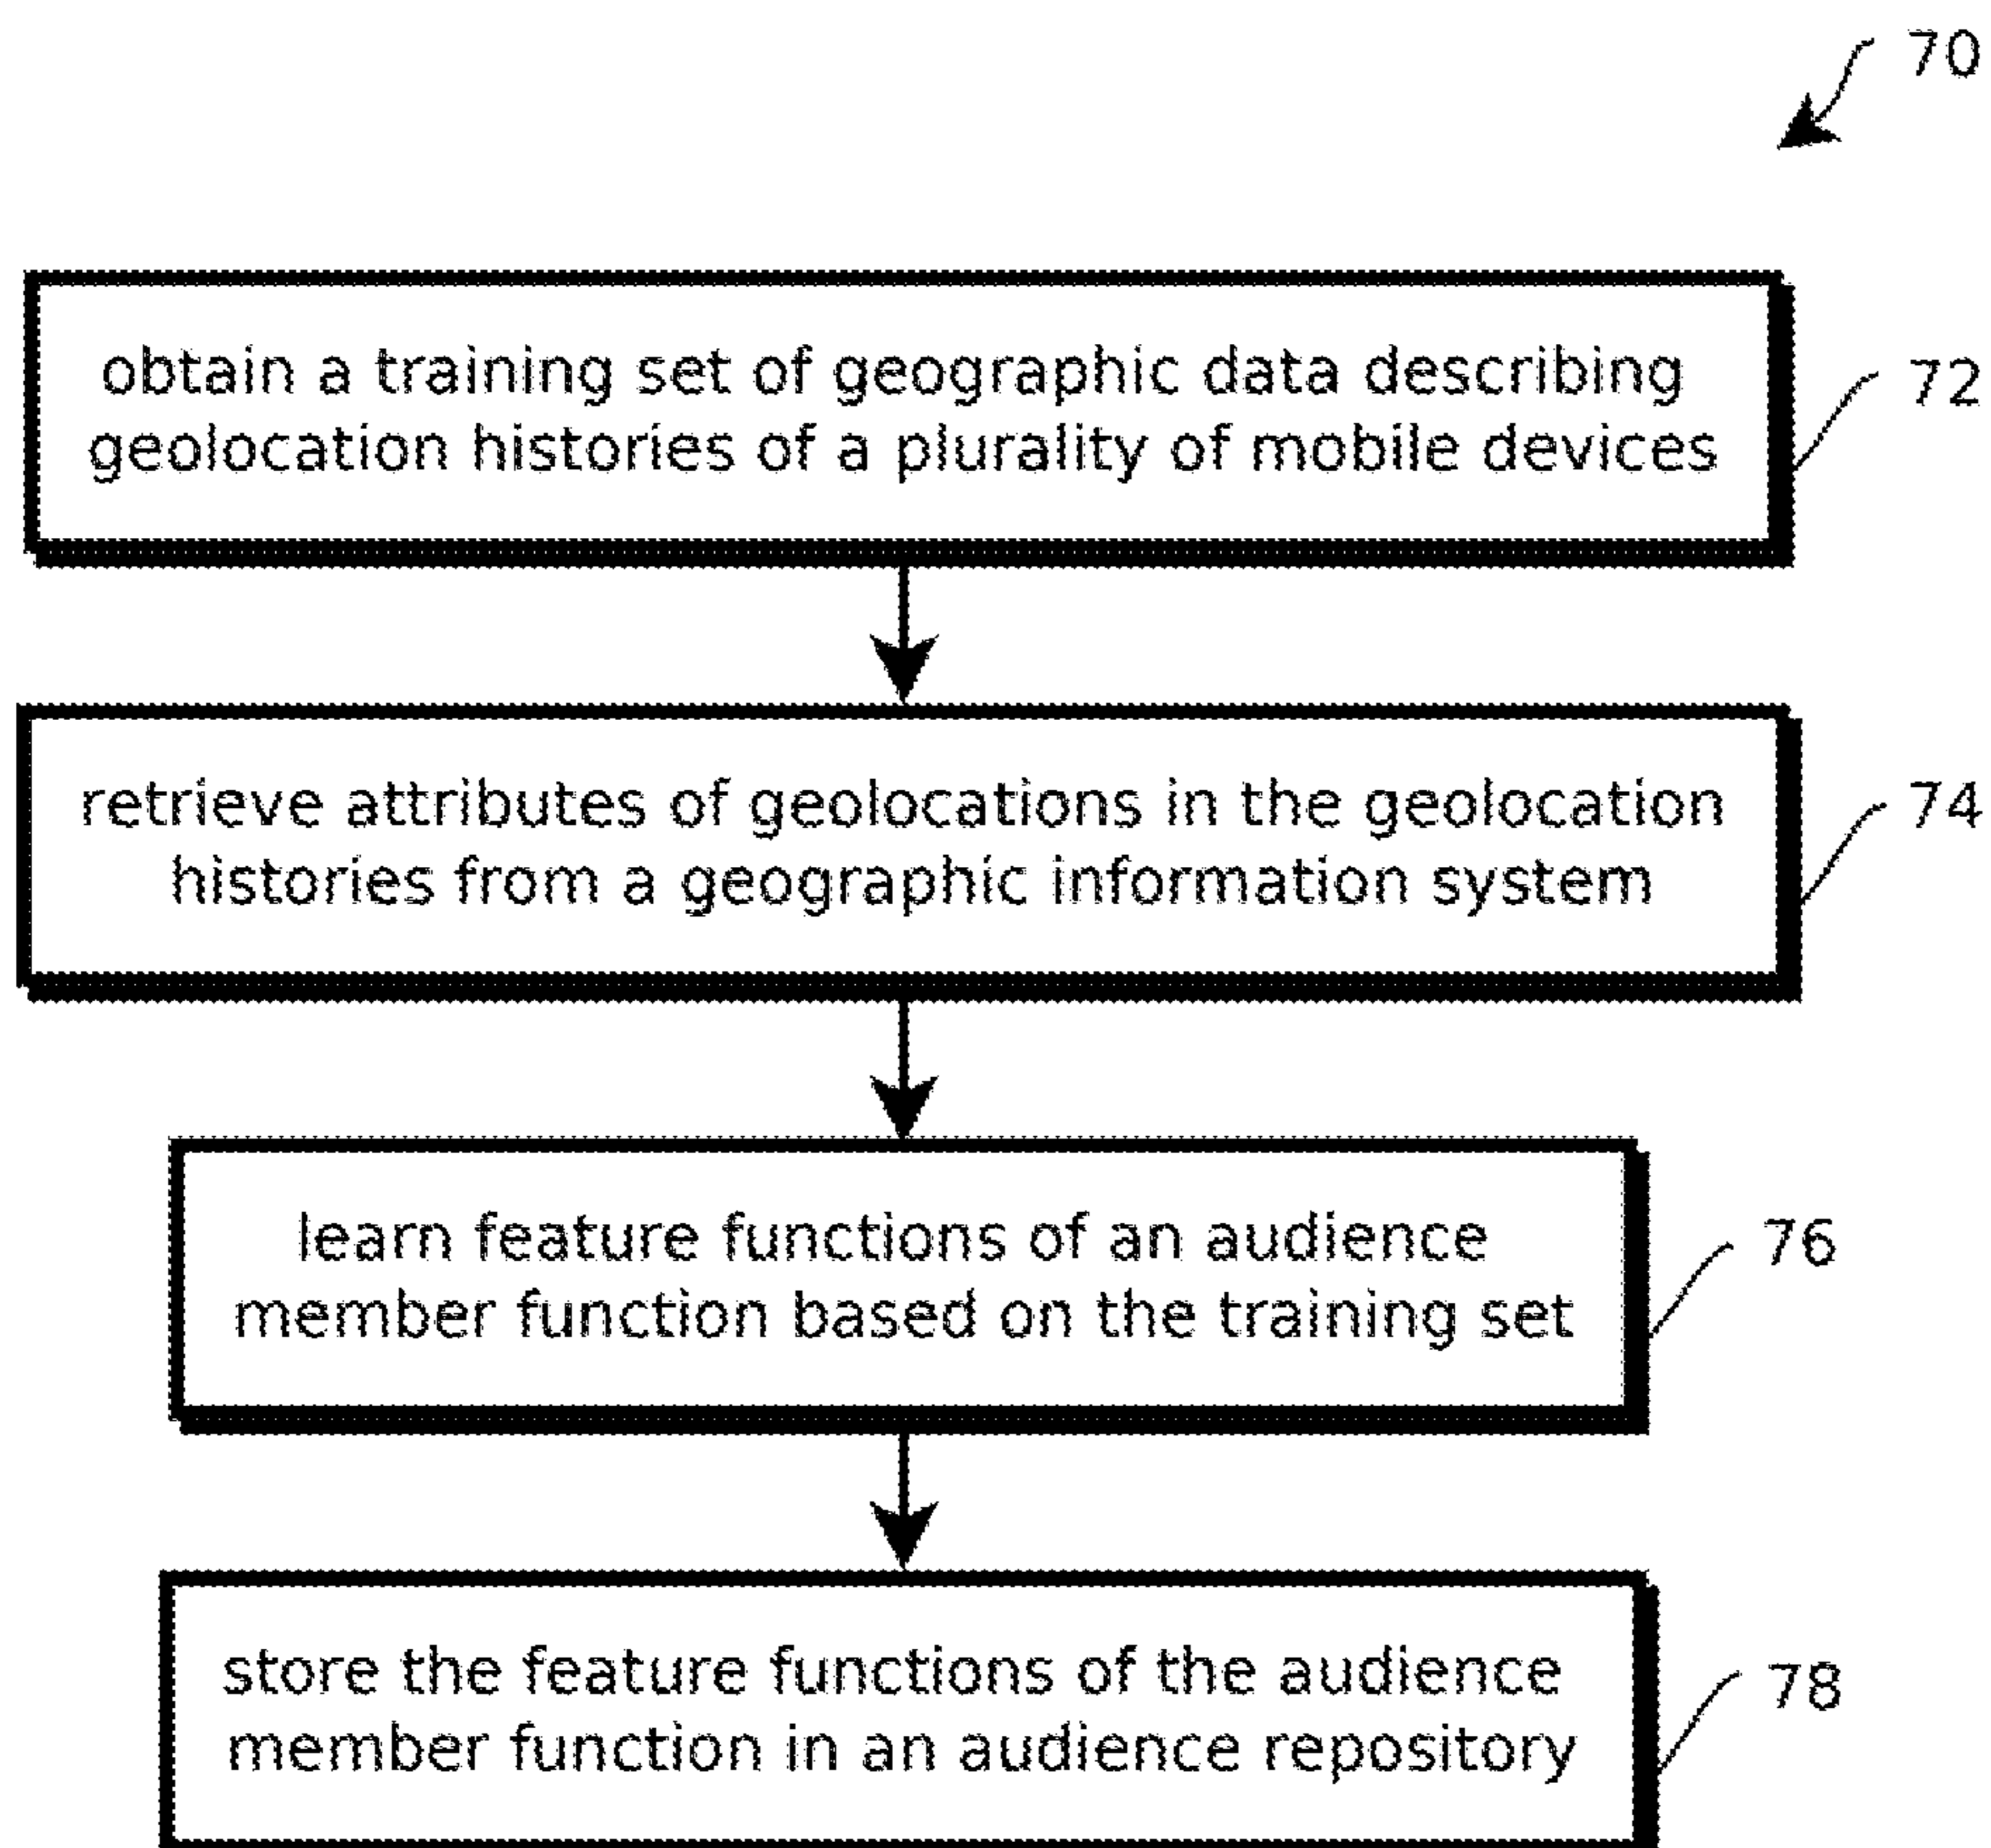 70
obtain a training set of geographic data describing
geolocation histories of a plurality of mobile devices
72
retrieve attributes of geolocations in the geolocation
histories from a geographic information system
74
learn feature functions of an audience
member function based on the training set
76
store the feature functions of the audience
member function in an audience repository
78